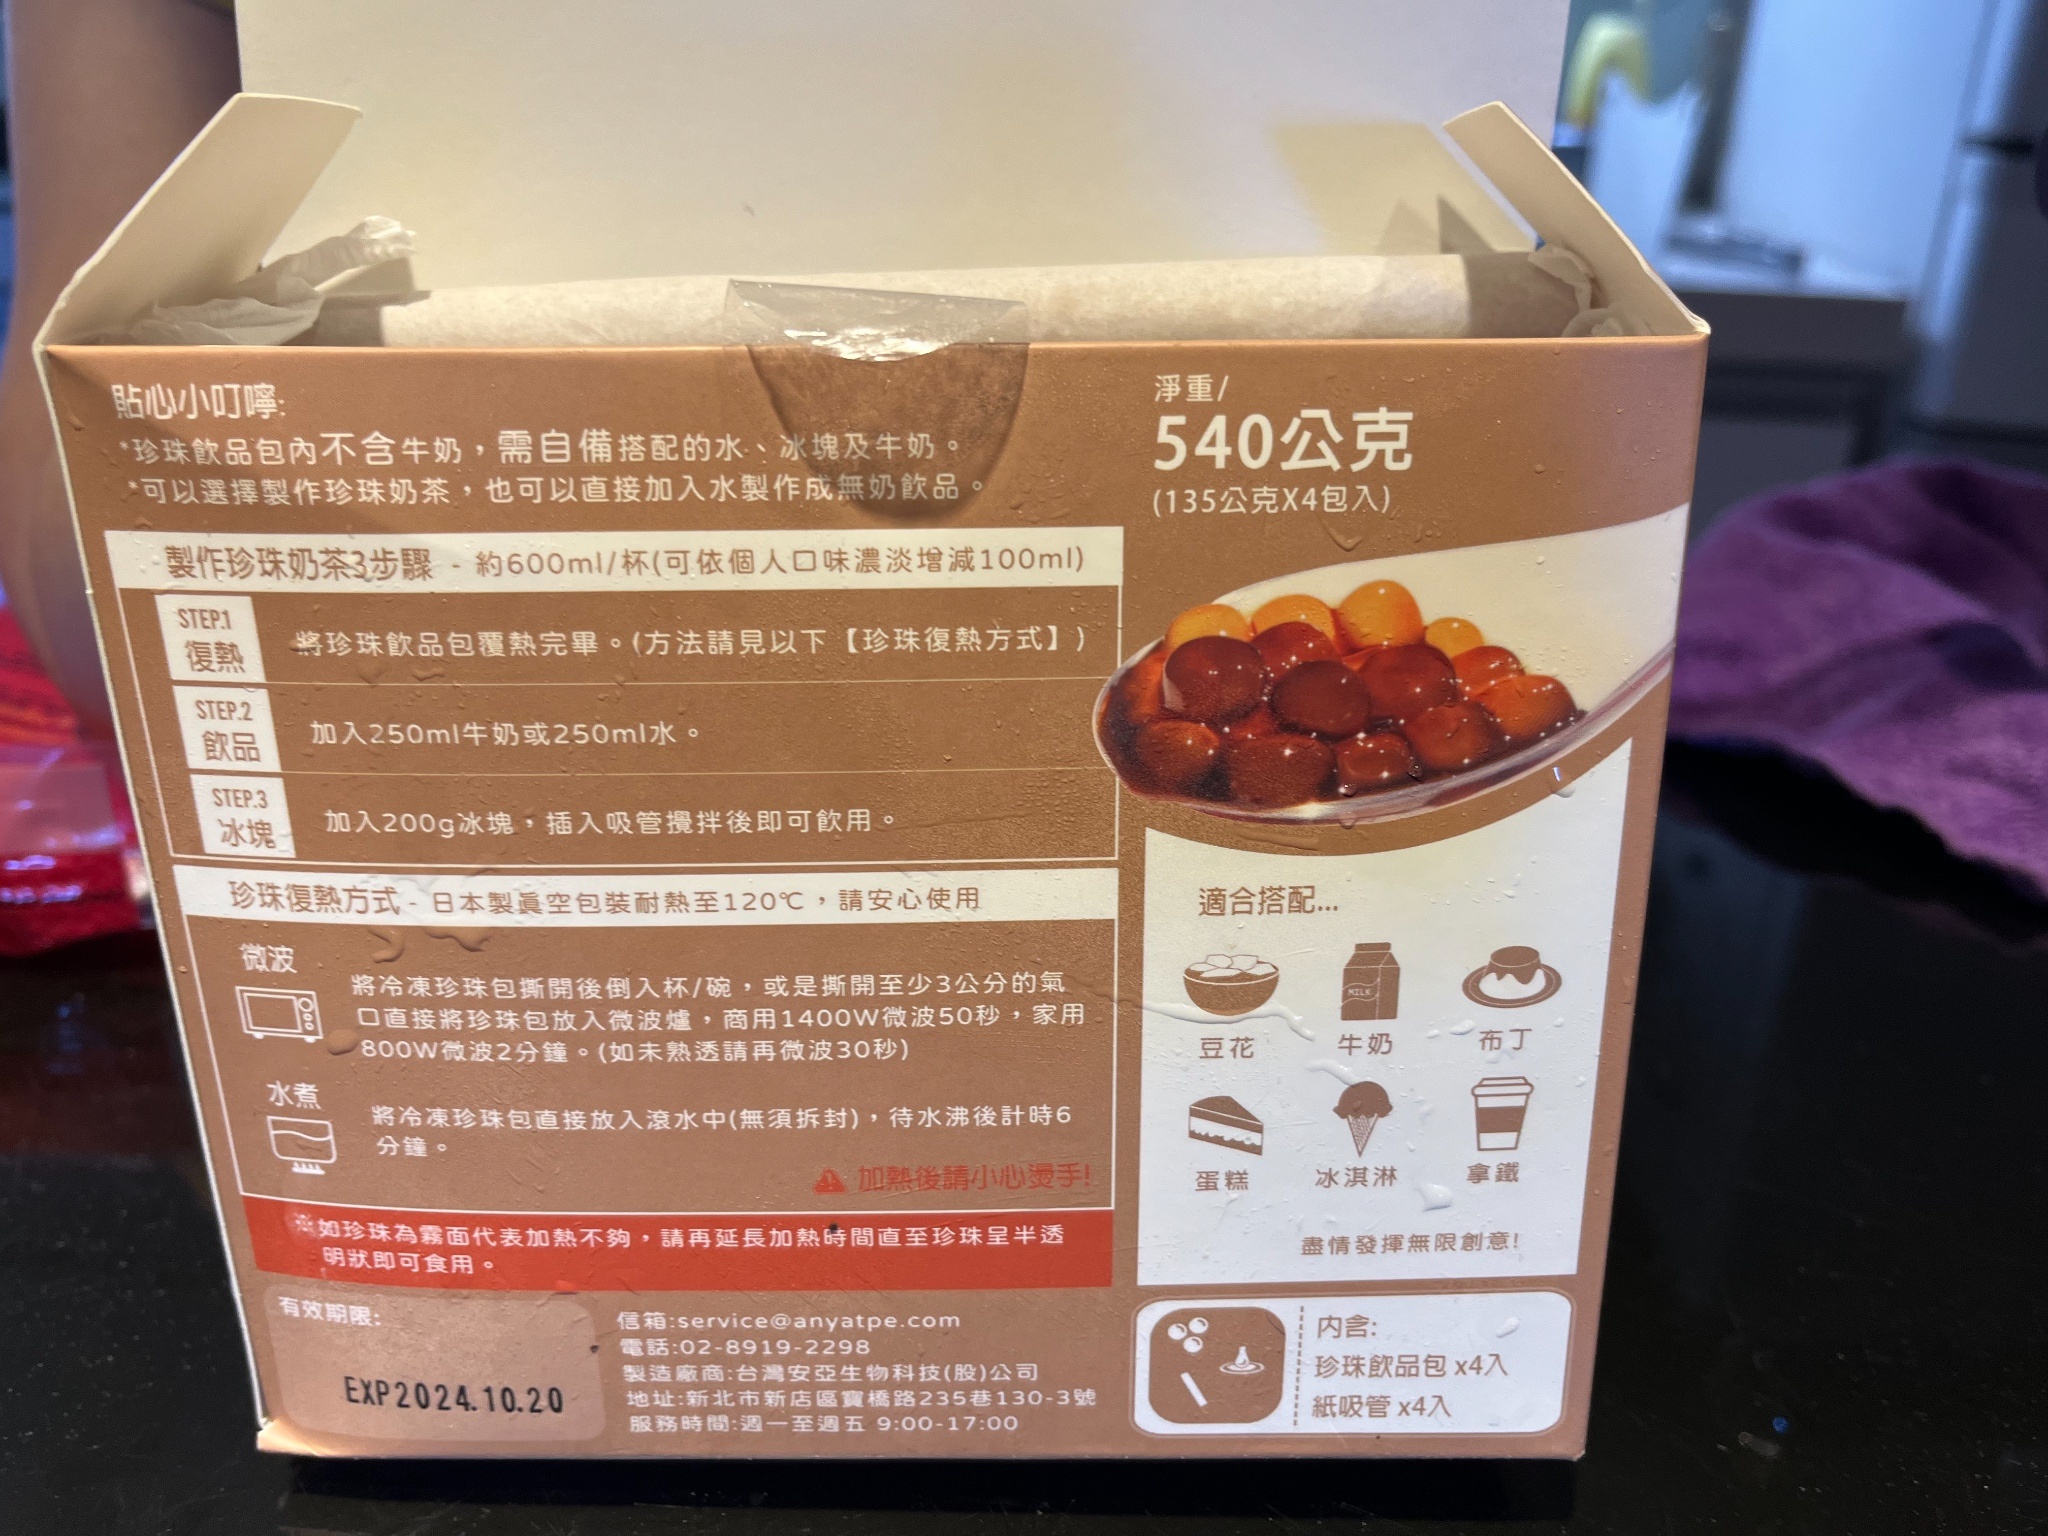 貼心小叮嚀:
*珍珠飲品包內不含牛奶，需自備搭配的水、冰塊及牛奶。
*可以選擇製作珍珠奶茶，也可以直接加入水製作成無奶飲品。
製作珍珠奶茶3步驟 - 約600ml/杯(可依個人口味濃淡增減100ml)
STEP.1
復熱
將珍珠飲品包覆熱完畢。(方法請見以下【珍珠復熱方式】)
STEP.2
飲品
加入250ml牛奶或250ml水。
STEP.3
冰塊
加入200g冰塊，插入吸管攪拌後即可飲用。
珍珠復熱方式 - 日本製真空包裝耐熱至120℃，請安心使用
微波
將冷凍珍珠包撕開後倒入杯/碗，或是撕開至少3公分的氣
口直接將珍珠包放入微波爐，商用1400W微波50秒，家用
800W微波2分鐘。(如未熟透請再微波30秒)
水煮
將冷凍珍珠包直接放入滾水中(無須拆封)，待水沸後計時6
分鐘。
加熱後請小心燙手!
※如珍珠為霧面代表加熱不夠，請再延長加熱時間直至珍珠呈半透
明狀即可食用。
有效期限:
EXP2024.10.20
信箱:service@anyatpe.com
電話:02-8919-2298
製造廠商:台灣安亞生物科技(股)公司
地址:新北市新店區寶橋路235巷130-3號
服務時間:週一至週五 9:00-17:00
淨重/
540公克
(135公克X4包入)
適合搭配...
MILK
豆花
牛奶
布丁
蛋糕
冰淇淋
拿鐵
盡情發揮無限創意!
內含:
珍珠飲品包 x4入
紙吸管 x4入